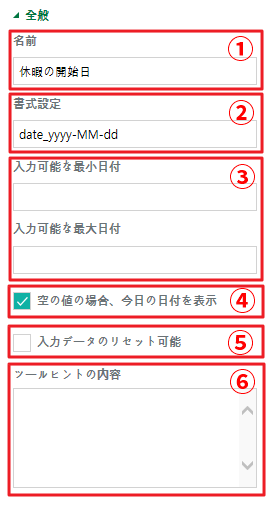 全般
名前
①
休暇の開始日
書式設定
②
date_yyyy-MM-dd
入力可能な最小日付
③
入力可能な最大日付
空の値の場合、今日の日付を表示
④
入力データのリセット可能
⑤
ツールヒントの内容
⑥